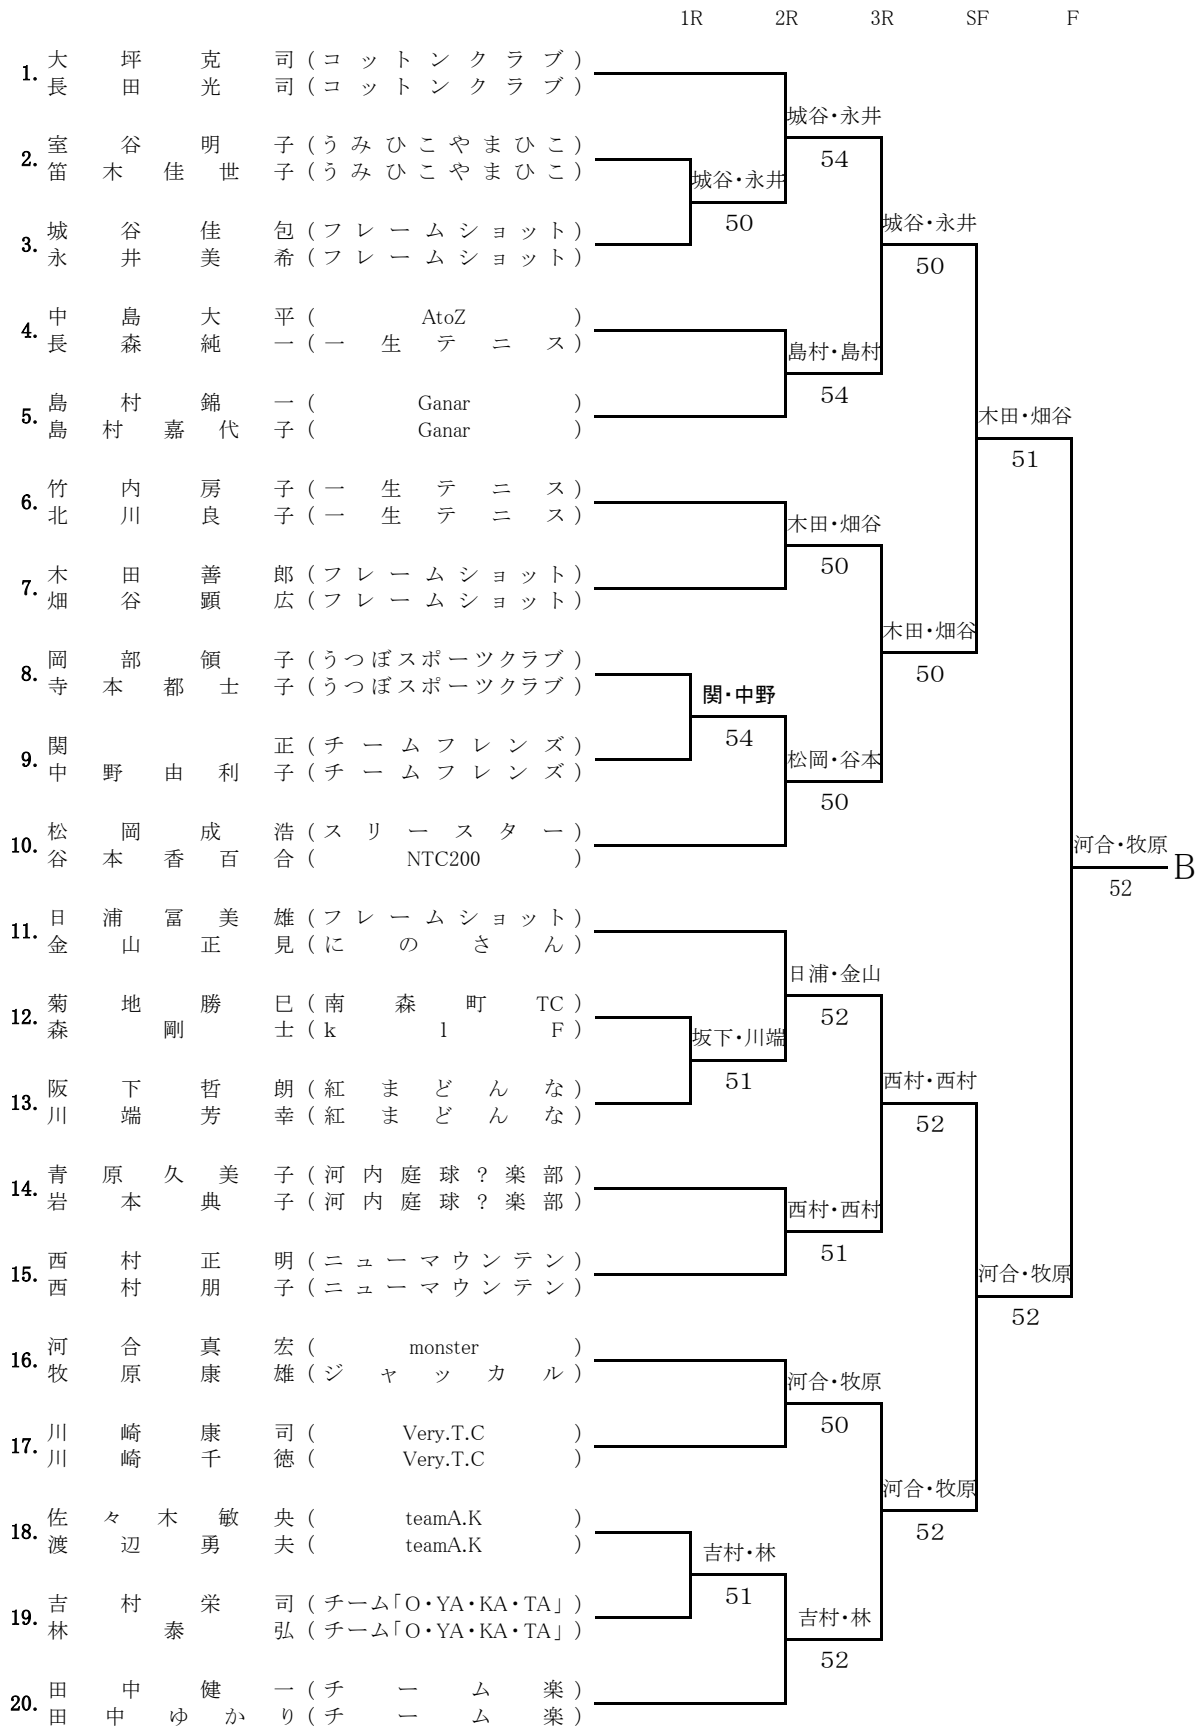 1R 2R 3R SF F
1. 大坪克司(コットンクラブ)
長田光司(コットンクラブ)
城谷・永井
54
2. 室谷明子(うみひこやまひこ)
笛木佳世子(うみひこやまひこ)
城谷・永井
50
3. 城谷佳包(フレームショット)
永井美希(フレームショット)
城谷・永井
50
4. 中島大平(AtoZ)
長森純一(一生テニス)
島村・島村
54
5. 島村錦一(Ganar)
島村嘉代子(Ganar)
木田・畑谷
51
6. 竹内房子(一生テニス)
北川良子(一生テニス)
木田・畑谷
50
7. 木田善郎(フレームショット)
畑谷顕広(フレームショット)
木田・畑谷
50
8. 岡部領子(うつぼスポーツクラブ)
寺本都士子(うつぼスポーツクラブ)
関・中野
54
9. 関正(チームフレンズ)
中野由利子(チームフレンズ)
松岡・谷本
50
10. 松岡成浩(スリースター)
谷本香百合(NTC200)
河合・牧原
B
52
11. 日浦冨美雄(フレームショット)
金山正見(にのさん)
日浦・金山
52
12. 菊地勝巳(南森町TC)
森剛士(klF)
坂下・川端
51
13. 阪下哲朗(紅まどんな)
川端芳幸(紅まどんな)
西村・西村
52
14. 青原久美子(河内庭球?楽部)
岩本典子(河内庭球?楽部)
西村・西村
51
15. 西村正明(ニューマウンテン)
西村朋子(ニューマウンテン)
河合・牧原
52
16. 河合真宏(monster)
牧原康雄(ジャッカル)
河合・牧原
50
17. 川崎康司(Very.T.C)
川崎千徳(Very.T.C)
河合・牧原
52
18. 佐々木敏央(teamA.K)
渡辺勇夫(teamA.K)
吉村・林
51
19. 吉村栄司(チーム「O・YA・KA・TA」)
林泰弘(チーム「O・YA・KA・TA」)
吉村・林
52
20. 田中健一(チーム楽)
田中ゆかり(チーム楽)